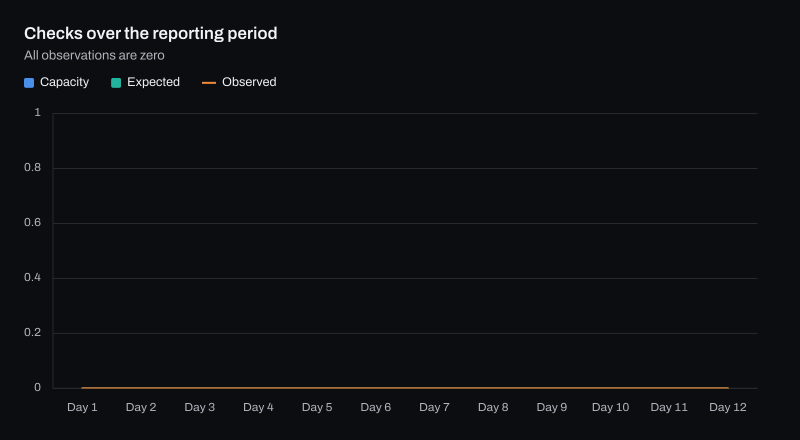 Checks over the reporting period
All observations are zero
Capacity Expected Observed
1
0.8
0.6
0.4
0.2
0
Day 1 Day 2 Day 3 Day 4 Day 5 Day 6 Day 7 Day 8 Day 9 Day 10 Day 11 Day 12